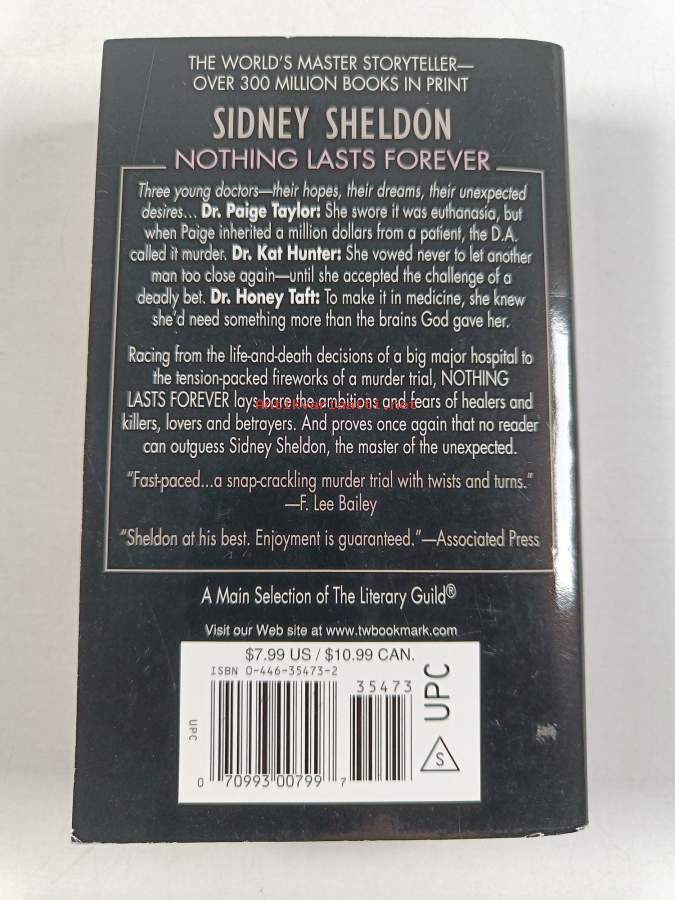 THE WORLD'S MASTER STORYTELLER—
OVER 300 MILLION BOOKS IN PRINT
SIDNEY SHELDON
NOTHING LASTS FOREVER
Three young doctors—their hopes, their dreams, their unexpected
desires... Dr. Paige Taylor: She swore it was euthanasia, but
when Paige inherited a million dollars from a patient, the D.A.
called it murder. Dr. Kat Hunter: She vowed never to let another
man too close again—until she accepted the challenge of a
deadly bet. Dr. Honey Taft: To make it in medicine, she knew
she'd need something more than the brains God gave her.
Racing from the life-and-death decisions of a big major hospital to
the tension-packed fireworks of a murder trial, NOTHING
LASTS FOREVER lays bare the ambitions and fears of healers and
killers, lovers and betrayers. And proves once again that no reader
can outguess Sidney Sheldon, the master of the unexpected.
Antikvariaatti.net
"Fast-paced...a snap-crackling murder trial with twists and turns."
—F. Lee Bailey
"Sheldon at his best. Enjoyment is guaranteed."—Associated Press
A Main Selection of The Literary Guild®
Visit our Web site at www.twbookmark.com
$7.99 US / $10.99 CAN.
ISBN 0-446-35473-2
35473
UPC
UPC
S
0 70993 00799 7